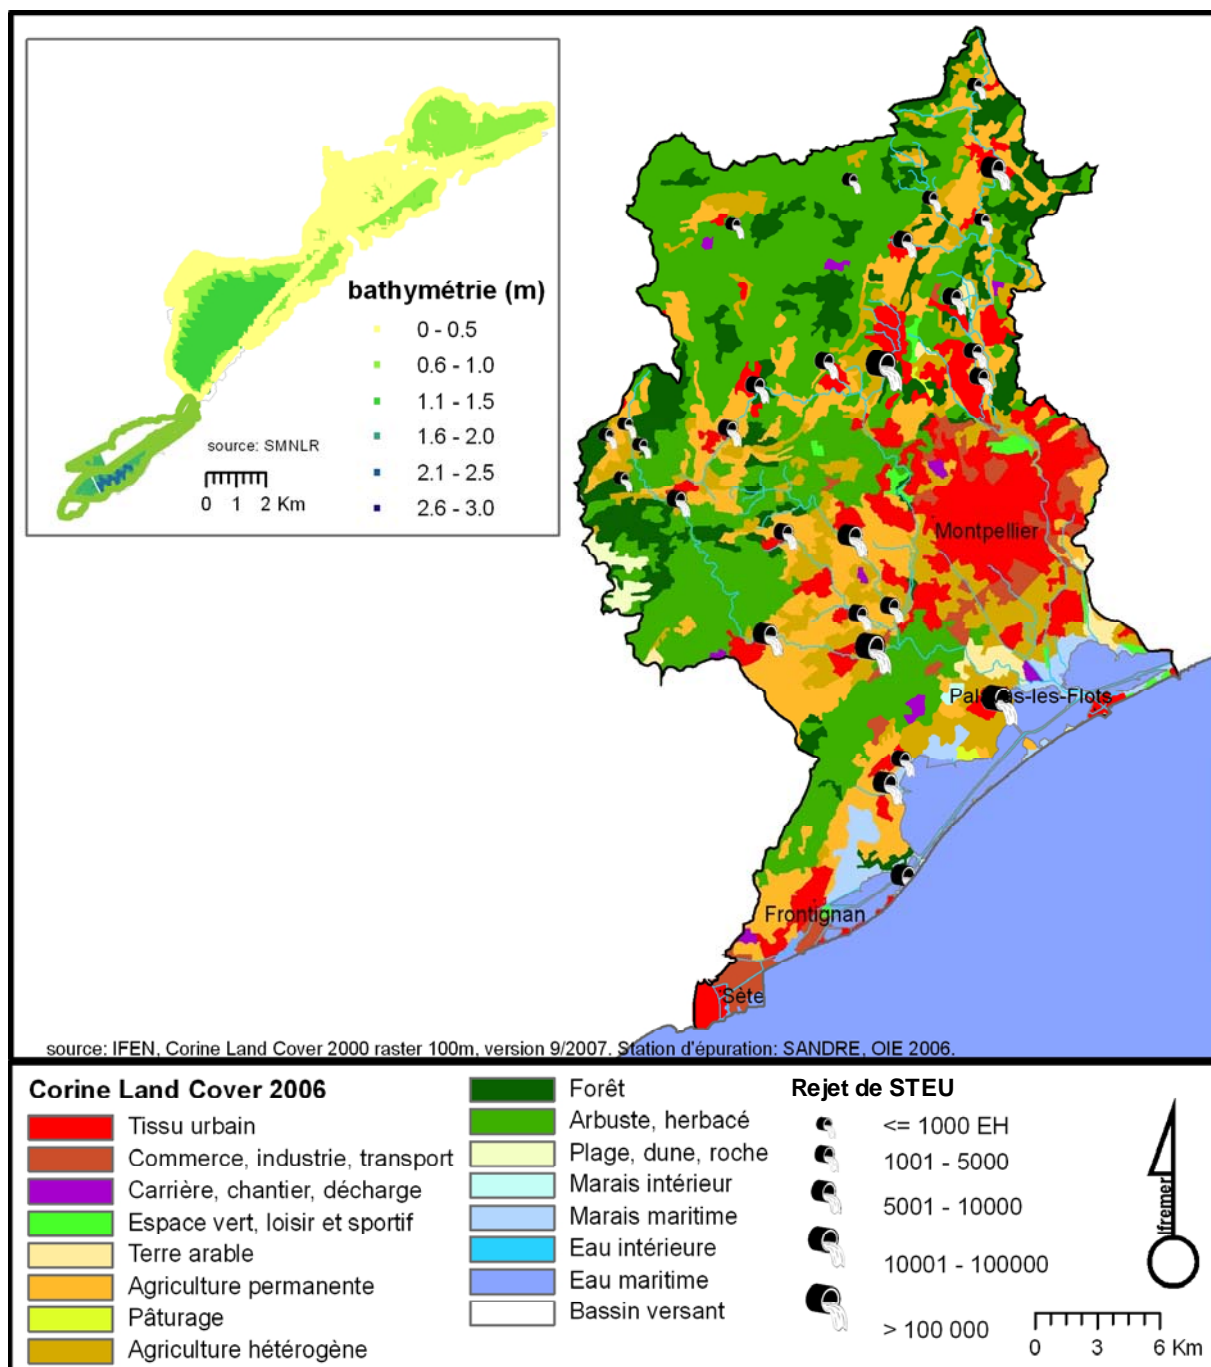 bathymétrie (m)
0 - 0.5
0.6 - 1.0
1.1 - 1.5
1.6 - 2.0
2.1 - 2.5
2.6 - 3.0
source: SMNLR
0 1 2 Km
Montpellier
Palavas-les-Flots
Frontignan
Sète
source: IFEN, Corine Land Cover 2000 raster 100m, version 9/2007. Station d'épuration: SANDRE, OIE 2006.
Corine Land Cover 2006
Tissu urbain
Commerce, industrie, transport
Carrière, chantier, décharge
Espace vert, loisir et sportif
Terre arable
Agriculture permanente
Pâturage
Agriculture hétérogène
Forêt
Arbuste, herbacé
Plage, dune, roche
Marais intérieur
Marais maritime
Eau intérieure
Eau maritime
Bassin versant
Rejet de STEU
<= 1000 EH
1001 - 5000
5001 - 10000
10001 - 100000
> 100 000
Ifremer
0 3 6 Km